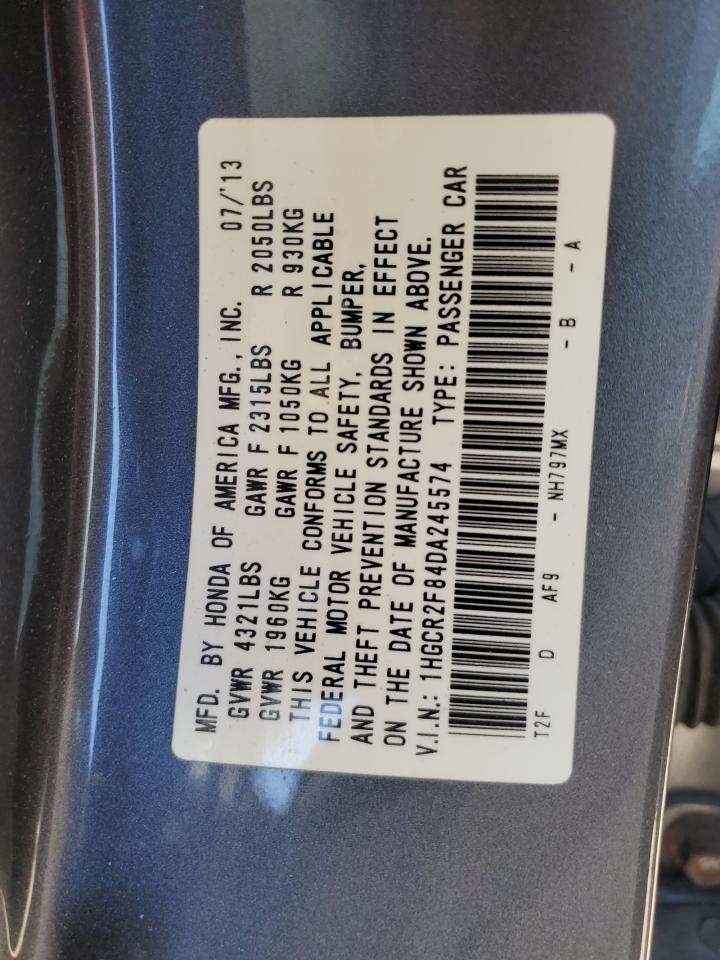 MFD. BY HONDA OF AMERICA MFG., INC. 07/'13
GVWR 4321LBS GAWR F 2315LBS R 2050LBS
GVWR 1960KG GAWR F 1050KG R 930KG
THIS VEHICLE CONFORMS TO ALL APPLICABLE
FEDERAL MOTOR VEHICLE SAFETY, BUMPER,
AND THEFT PREVENTION STANDARDS IN EFFECT
ON THE DATE OF MANUFACTURE SHOWN ABOVE.
V.I.N.: 1HGCR2F84DA245574 TYPE: PASSENGER CAR
T2F D AF9 - NH797MX - B - A